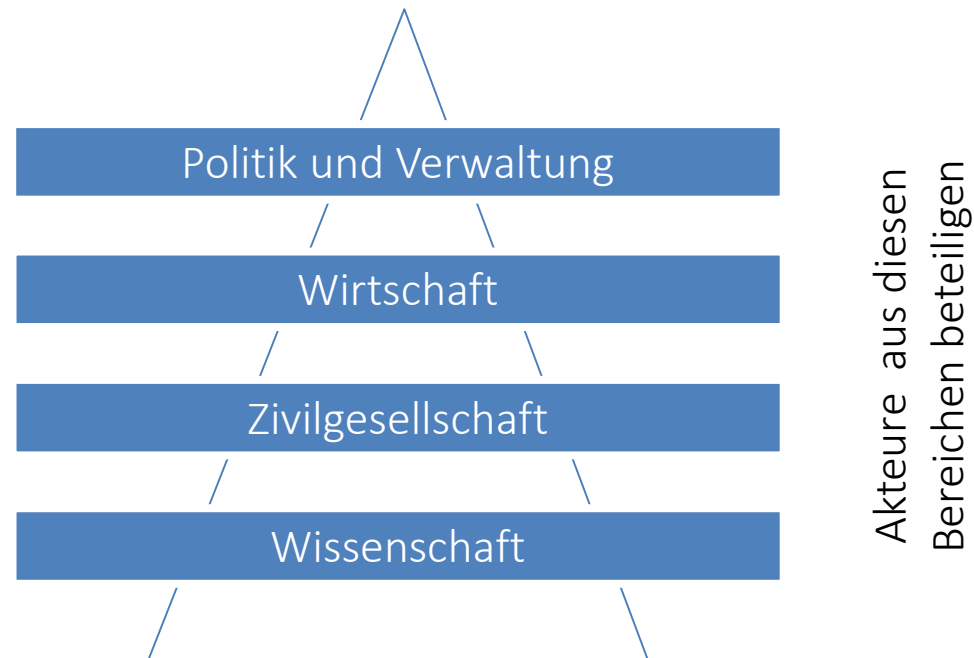 Politik und Verwaltung
Wirtschaft
Zivilgesellschaft
Wissenschaft
Akteure aus diesen
Bereichen beteiligen